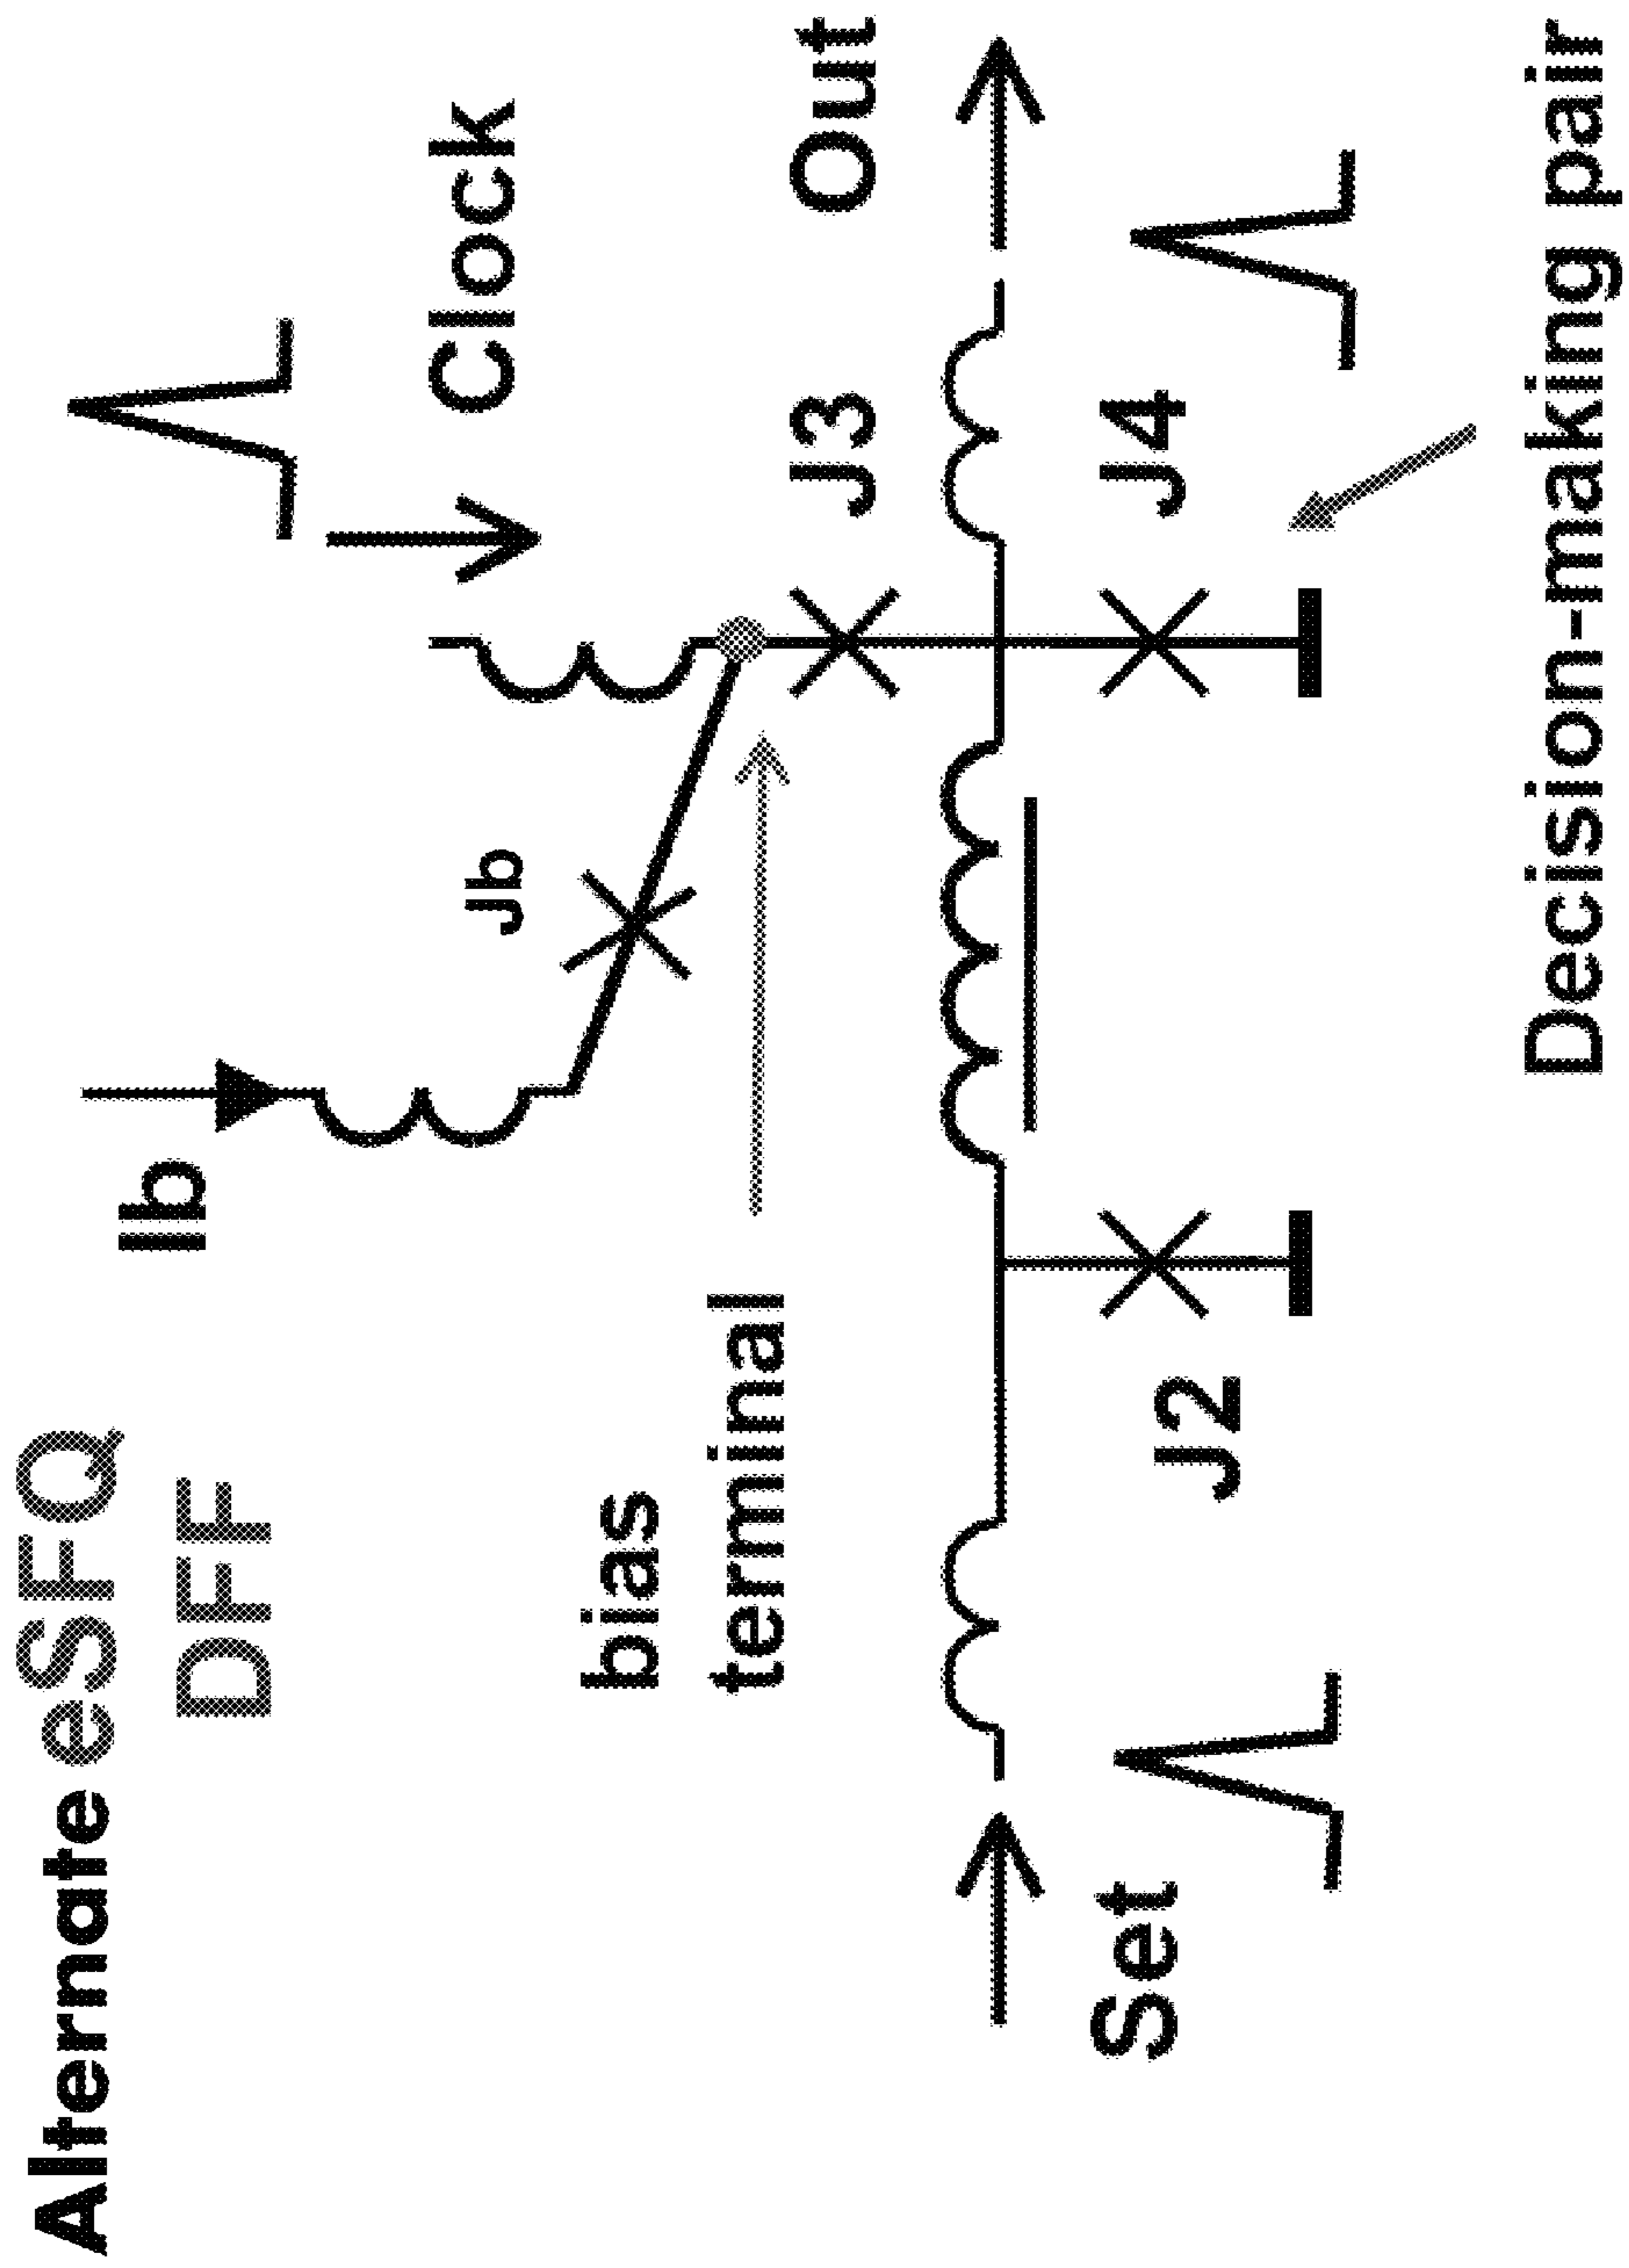 Alternate eSFQ
DFF
Ib
Clock
Jb
bias
terminal
J3
Out
Set
J2
J4
Decision-making pair